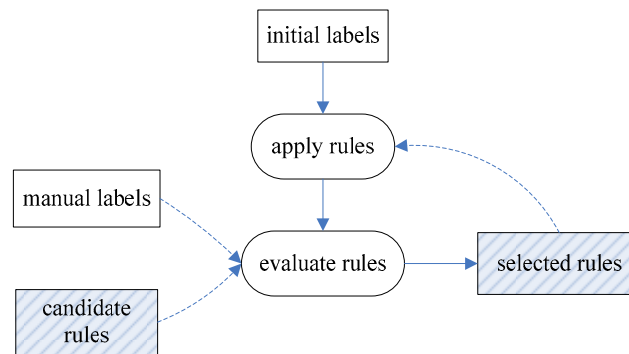 initial labels
apply rules
manual labels
evaluate rules
selected rules
candidate
rules